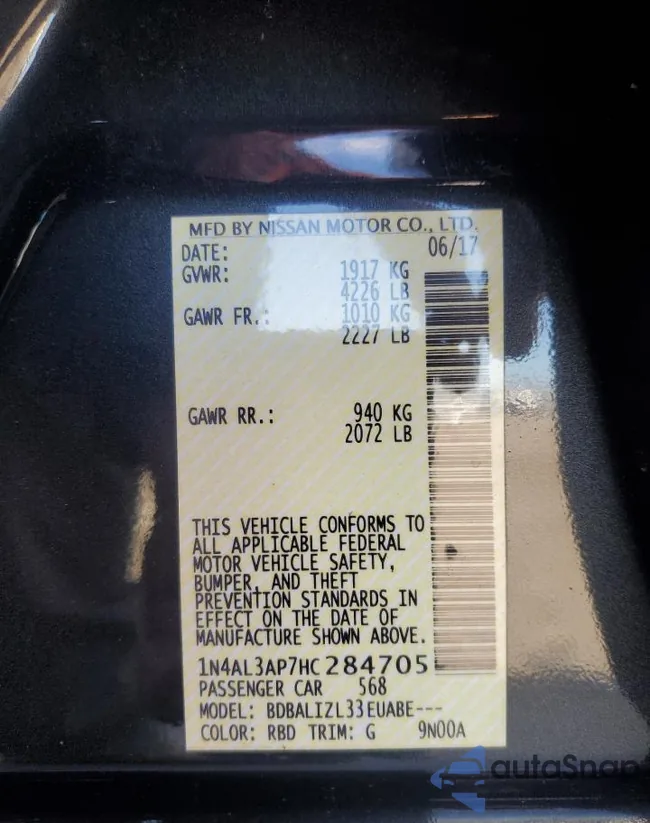 MFD BY NISSAN MOTOR CO., LTD.
DATE: 06/17
GVWR: 1917 KG
4226 LB
GAWR FR.: 1010 KG
2227 LB
GAWR RR.: 940 KG
2072 LB
THIS VEHICLE CONFORMS TO
ALL APPLICABLE FEDERAL
MOTOR VEHICLE SAFETY,
BUMPER, AND THEFT
PREVENTION STANDARDS IN
EFFECT ON THE DATE OF
MANUFACTURE SHOWN ABOVE.
1N4AL3AP7HC284705
PASSENGER CAR 568
MODEL: BDBALIZL33EUABE---
COLOR: RBD TRIM: G 9N00A
autaSnap